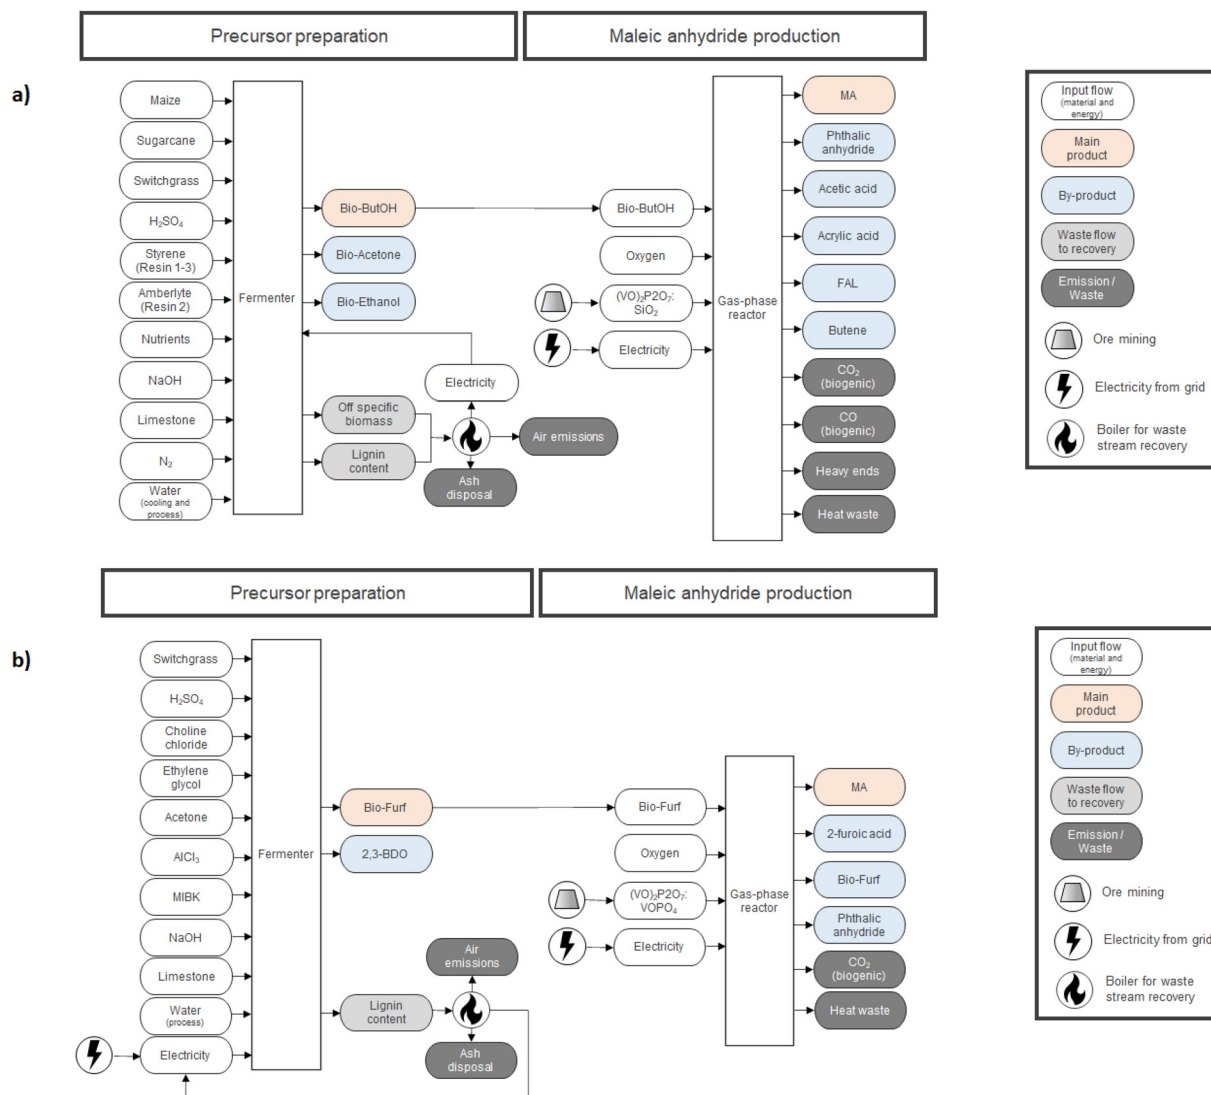 Precursor preparation
Maleic anhydride production
a)
Maize
Sugarcane
Switchgrass
H₂SO₄
Styrene
(Resin 1-3)
Amberlyte
(Resin 2)
Nutrients
NaOH
Limestone
N₂
Water
(cooling and
process)
Fermenter
Bio-ButOH
Bio-Acetone
Bio-Ethanol
Electricity
Off specific
biomass
Lignin
content
Air emissions
Ash
disposal
Bio-ButOH
Oxygen
(VO)₂P2O₇:
SIO₂
Electricity
Gas-phase
reactor
MA
Phthalic
anhydride
Acetic acid
Acrylic acid
FAL
Butene
CO₂
(biogenic)
CO
(biogenic)
Heavy ends
Heat waste
Input flow
(material and
energy)
Main
product
By-product
Waste flow
to recovery
Emission /
Waste
Ore mining
Electricity from grid
Boiler for waste
stream recovery
Precursor preparation
Maleic anhydride production
b)
Switchgrass
H₂SO₄
Choline
chloride
Ethylene
glycol
Acetone
AlCl₃
MIBK
NaOH
Limestone
Water
(process)
Electricity
Fermenter
Bio-Furf
2,3-BDO
Lignin
content
Air
emissions
Ash
disposal
Bio-Furf
Oxygen
(VO)₂P2O₇:
VOPO₄
Electricity
Gas-phase
reactor
MA
2-furoic acid
Bio-Furf
Phthalic
anhydride
CO₂
(biogenic)
Heat waste
Input flow
(material and
energy)
Main
product
By-product
Waste flow
to recovery
Emission /
Waste
Ore mining
Electricity from grid
Boiler for waste
stream recovery